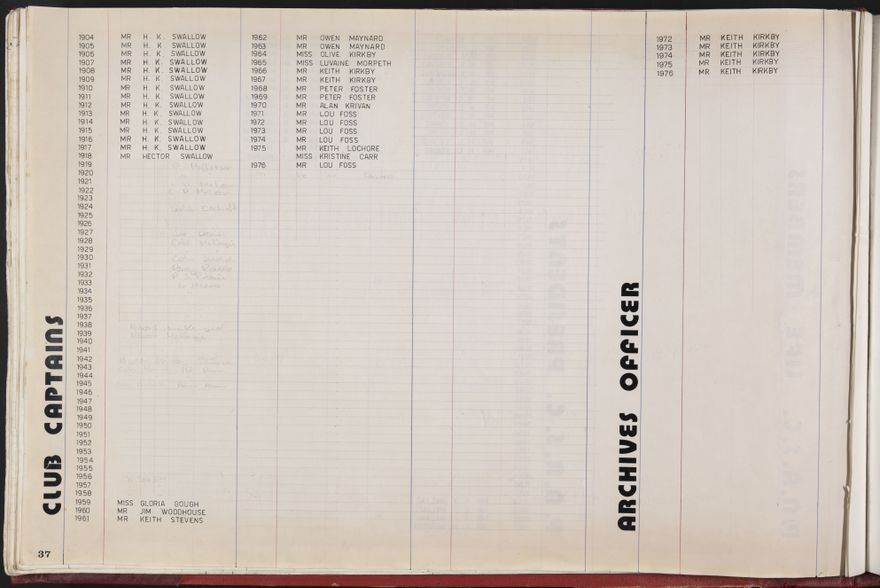 CLUB CAPTAINS
1904 MR H. K. SWALLOW
1905 MR H. K. SWALLOW
1906 MR H. K. SWALLOW
1907 MR H. K. SWALLOW
1908 MR H. K. SWALLOW
1909 MR H. K. SWALLOW
1910 MR H. K. SWALLOW
1911 MR H. K. SWALLOW
1912 MR H. K. SWALLOW
1913 MR H. K. SWALLOW
1914 MR H. K. SWALLOW
1915 MR H. K. SWALLOW
1916 MR H. K. SWALLOW
1917 MR H. K. SWALLOW
1918 MR HECTOR SWALLOW
1919
1920
1921
1922
1923
1924
1925
1926
1927
1928
1929
1930
1931
1932
1933
1934
1935
1936
1937
1938
1939
1940
1941
1942
1943
1944
1945
1946
1947
1948
1949
1950
1951
1952
1953
1954
1955
1956
1957
1958
1959 MISS GLORIA GOUGH
1960 MR JIM WOODHOUSE
1961 MR KEITH STEVENS
1962 MR OWEN MAYNARD
1963 MR OWEN MAYNARD
1964 MISS OLIVE KIRKBY
1965 MISS LUVAINE MORPETH
1966 MR KEITH KIRKBY
1967 MR KEITH KIRKBY
1968 MR PETER FOSTER
1969 MR PETER FOSTER
1970 MR ALAN KRIVAN
1971 MR LOU FOSS
1972 MR LOU FOSS
1973 MR LOU FOSS
1974 MR LOU FOSS
1975 MR KEITH LOCHORE
MISS KRISTINE CARR
1976 MR LOU FOSS
ARCHIVES OFFICER
1972 MR KEITH KIRKBY
1973 MR KEITH KIRKBY
1974 MR KEITH KIRKBY
1975 MR KEITH KIRKBY
1976 MR KEITH KIRKBY
37